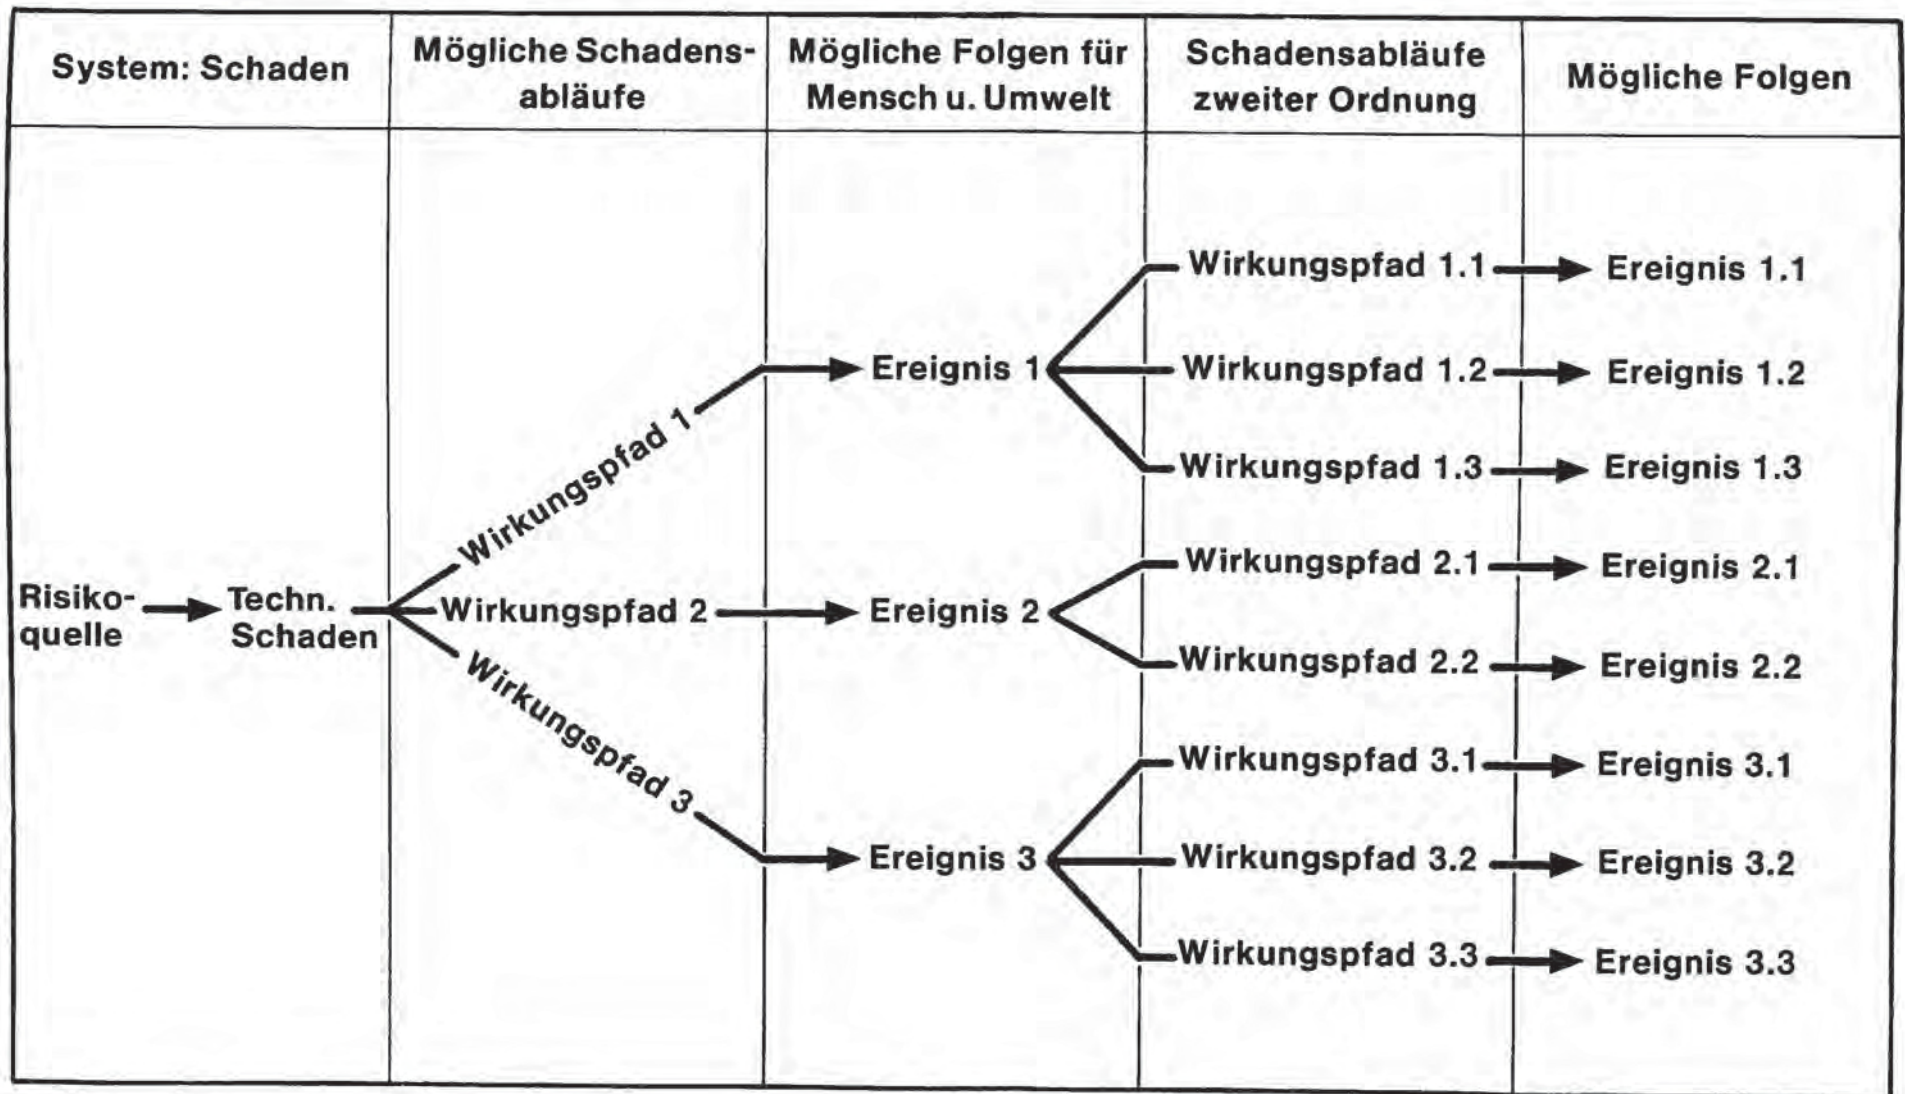 System: Schaden
Mögliche Schadens-
abläufe
Mögliche Folgen für
Mensch u. Umwelt
Schadensabläufe
zweiter Ordnung
Mögliche Folgen
Risiko-
quelle
Techn.
Schaden
Wirkungspfad 1
Wirkungspfad 2
Wirkungspfad 3
Ereignis 1
Ereignis 2
Ereignis 3
Wirkungspfad 1.1
Wirkungspfad 1.2
Wirkungspfad 1.3
Wirkungspfad 2.1
Wirkungspfad 2.2
Wirkungspfad 3.1
Wirkungspfad 3.2
Wirkungspfad 3.3
Ereignis 1.1
Ereignis 1.2
Ereignis 1.3
Ereignis 2.1
Ereignis 2.2
Ereignis 3.1
Ereignis 3.2
Ereignis 3.3